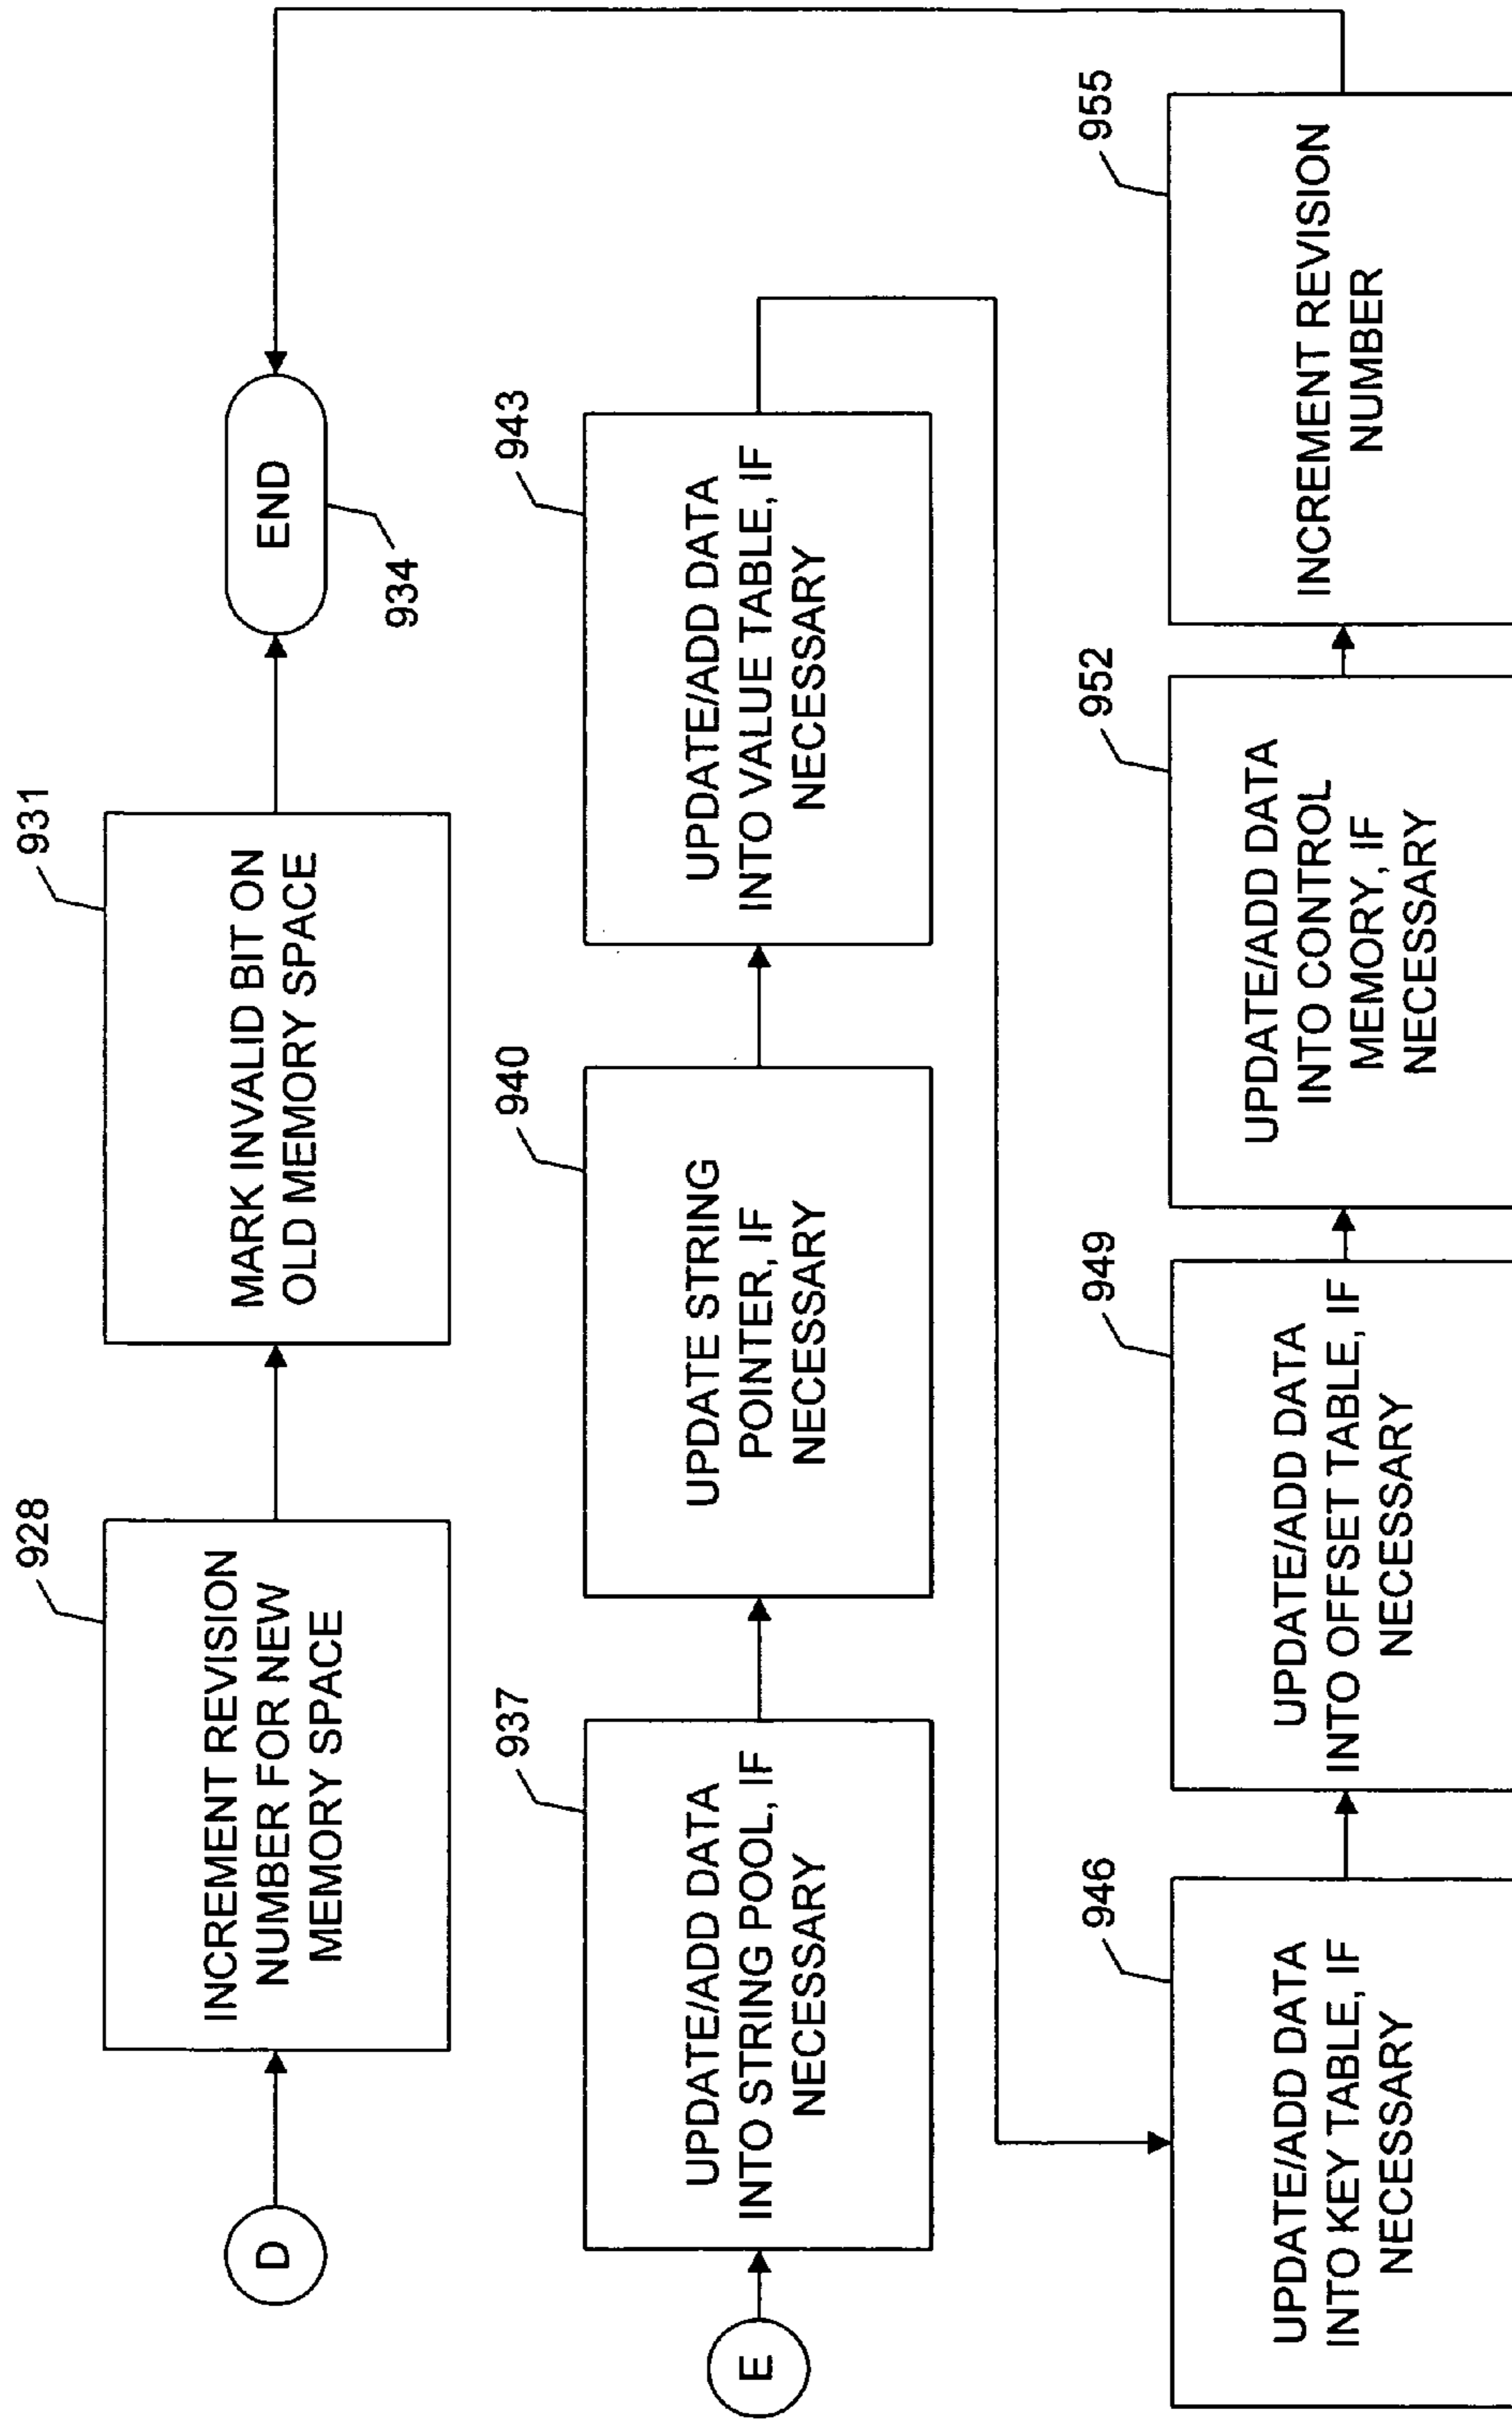 D
928
INCREMENT REVISION
NUMBER FOR NEW
MEMORY SPACE
931
MARK INVALID BIT ON
OLD MEMORY SPACE
END
934
E
937
UPDATE/ADD DATA
INTO STRING POOL, IF
NECESSARY
940
UPDATE STRING
POINTER, IF
NECESSARY
943
UPDATE/ADD DATA
INTO VALUE TABLE, IF
NECESSARY
946
UPDATE/ADD DATA
INTO KEY TABLE, IF
NECESSARY
949
UPDATE/ADD DATA
INTO OFFSET TABLE, IF
NECESSARY
952
UPDATE/ADD DATA
INTO CONTROL
MEMORY, IF
NECESSARY
955
INCREMENT REVISION
NUMBER